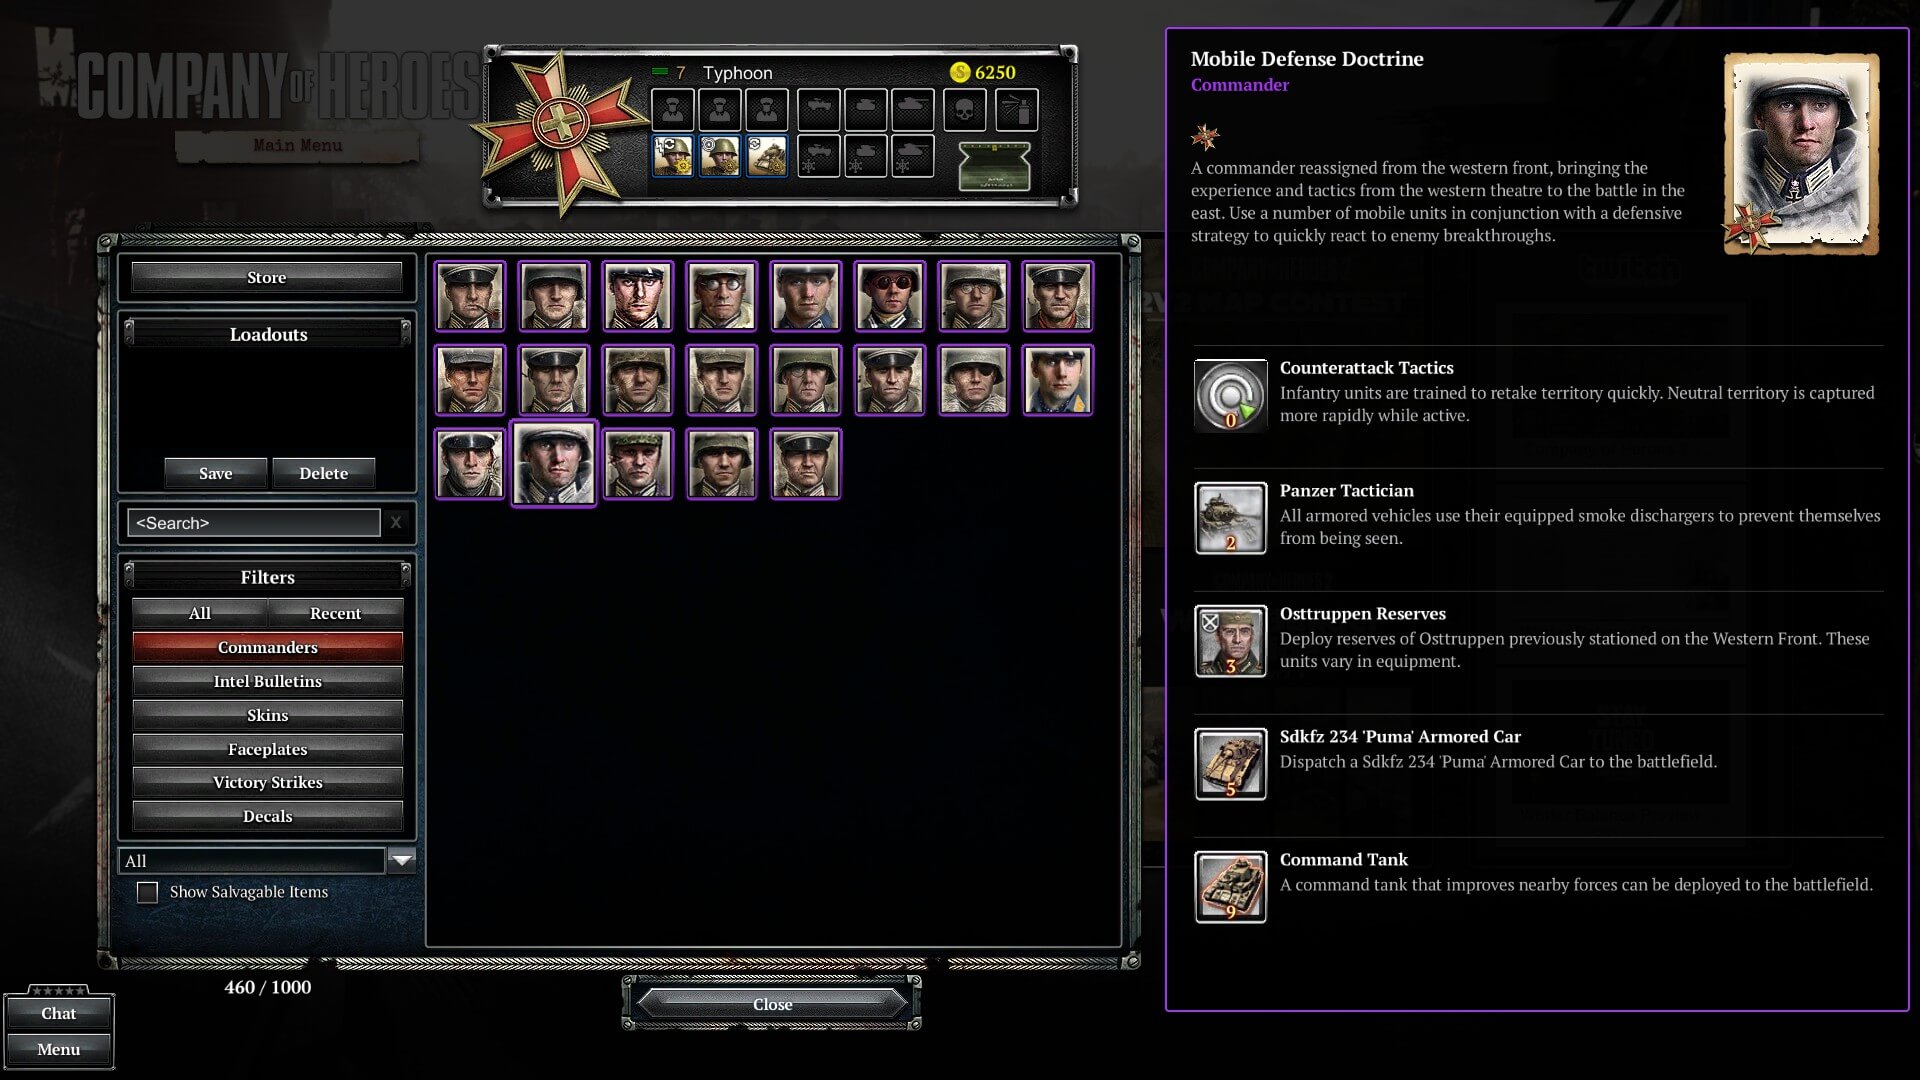 COMPANY OF HEROES
Main Menu
7 Typhoon
6250
Store
Loadouts
Save
Delete
<Search>
X
Filters
All
Recent
Commanders
Intel Bulletins
Skins
Faceplates
Victory Strikes
Decals
All
Show Salvagable Items
460 / 1000
Close
Chat
Menu
Mobile Defense Doctrine
Commander
A commander reassigned from the western front, bringing the
experience and tactics from the western theatre to the battle in the
east. Use a number of mobile units in conjunction with a defensive
strategy to quickly react to enemy breakthroughs.
Counterattack Tactics
Infantry units are trained to retake territory quickly. Neutral territory is captured
more rapidly while active.
0
Panzer Tactician
All armored vehicles use their equipped smoke dischargers to prevent themselves
from being seen.
2
Osttruppen Reserves
Deploy reserves of Osttruppen previously stationed on the Western Front. These
units vary in equipment.
3
Sdkfz 234 'Puma' Armored Car
Dispatch a Sdkfz 234 'Puma' Armored Car to the battlefield.
5
Command Tank
A command tank that improves nearby forces can be deployed to the battlefield.
9